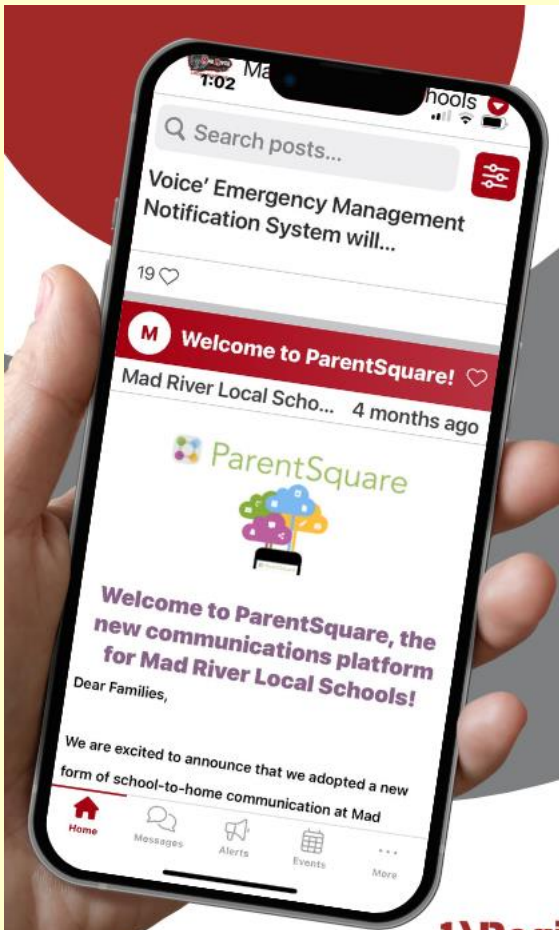 1:02
hools
Search posts...
Voice' Emergency Management
Notification System will...
19
M Welcome to ParentSquare!
Mad River Local Scho... 4 months ago
ParentSquare
Welcome to ParentSquare, the
new communications platform
for Mad River Local Schools!
Dear Families,
We are excited to announce that we adopted a new
form of school-to-home communication at Mad
Home Messages Alerts Events More